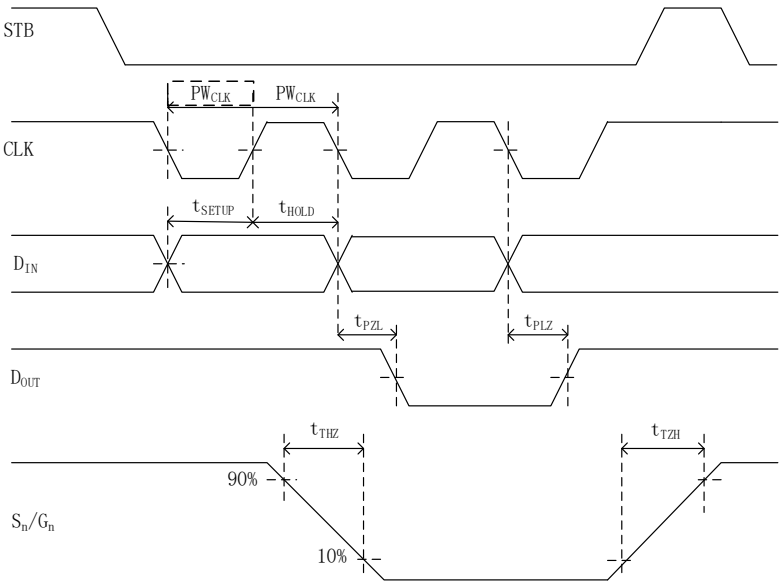 STB
PW_CLK PW_CLK
CLK
t_SETUP t_HOLD
D_IN
t_PZL t_PLZ
D_OUT
t_THZ t_TZH
90%
S_n/G_n
10%